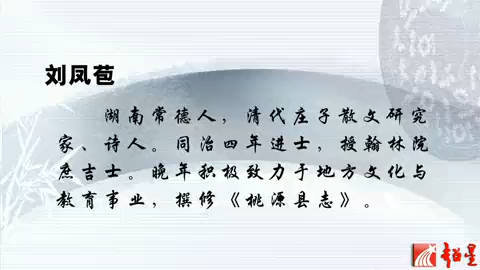 刘凤苞
湖南常德人，清代庄子散文研究
家、诗人。同治四年进士，授翰林院
庶吉士。晚年积极致力于地方文化与
教育事业，撰修《桃源县志》。
超星